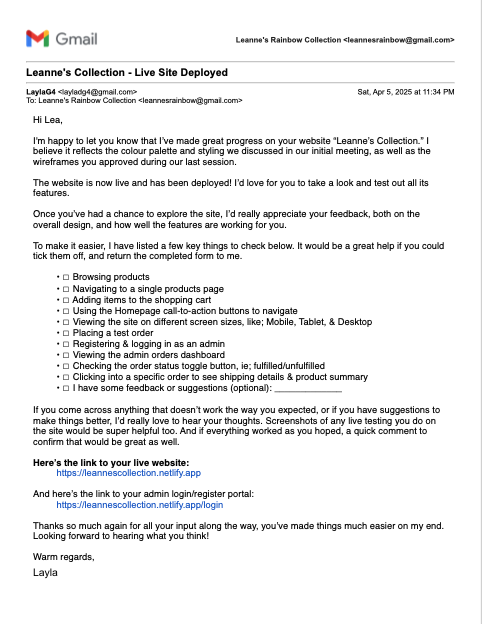 Gmail
Leanne's Rainbow Collection <leannesrainbow@gmail.com>
Leanne's Collection - Live Site Deployed
LaylaG4 <layladg4@gmail.com>
Sat, Apr 5, 2025 at 11:34 PM
To: Leanne's Rainbow Collection <leannesrainbow@gmail.com>
Hi Lea,
I'm happy to let you know that I've made great progress on your website “Leanne's Collection.” I
believe it reflects the colour palette and styling we discussed in our initial meeting, as well as the
wireframes you approved during our last session.
The website is now live and has been deployed! I'd love for you to take a look and test out all its
features.
Once you've had a chance to explore the site, I'd really appreciate your feedback, both on the
overall design, and how well the features are working for you.
To make it easier, I have listed a few key things to check below. It would be a great help if you could
tick them off, and return the completed form to me.
• ☐ Browsing products
• ☐ Navigating to a single products page
• ☐ Adding items to the shopping cart
• ☐ Using the Homepage call-to-action buttons to navigate
• ☐ Viewing the site on different screen sizes, like; Mobile, Tablet, & Desktop
• ☐ Placing a test order
• ☐ Registering & logging in as an admin
• ☐ Viewing the admin orders dashboard
• ☐ Checking the order status toggle button, ie; fulfilled/unfulfilled
• ☐ Clicking into a specific order to see shipping details & product summary
• ☐ I have some feedback or suggestions (optional): ______________
If you come across anything that doesn't work the way you expected, or if you have suggestions to
make things better, I'd really love to hear your thoughts. Screenshots of any live testing you do on
the site would be super helpful too. And if everything worked as you hoped, a quick comment to
confirm that would be great as well.
Here's the link to your live website:
https://leannescollection.netlify.app
And here's the link to your admin login/register portal:
https://leannescollection.netlify.app/login
Thanks so much again for all your input along the way, you've made things much easier on my end.
Looking forward to hearing what you think!
Warm regards,
Layla